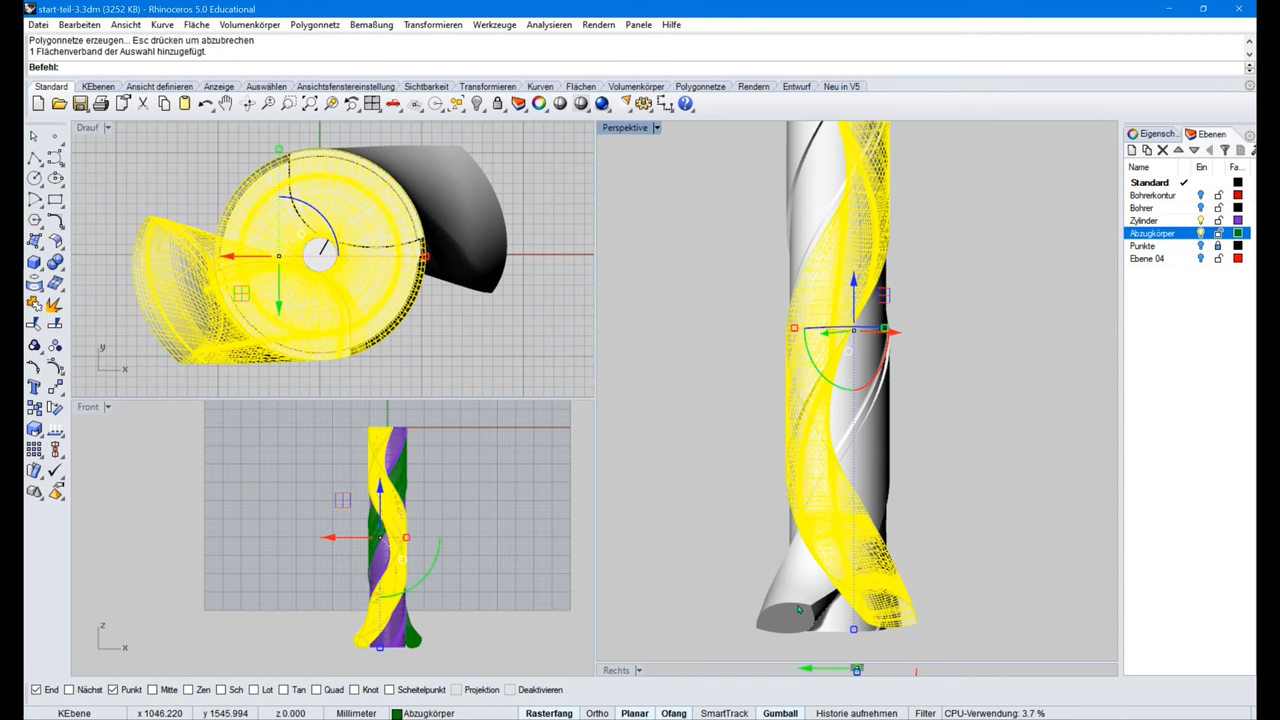 start-teil-3.3dm (3252 KB) - Rhinoceros 5.0 Educational
Datei Bearbeiten Ansicht Kurve Fläche Volumenkörper Polygonnetz Bemaßung Transformieren Werkzeuge Analysieren Rendern Panele Hilfe
Polygonnetze erzeugen... Esc drücken um abzubrechen
1 Flächenverband der Auswahl hinzugefügt.
Befehl:
Standard KEbenen Ansicht definieren Anzeige Auswählen Ansichtsfenstereinstellung Sichtbarkeit Transformieren Kurven Flächen Volumenkörper Polygonnetze Rendern Entwurf Neu in V5
Drauf
Perspektive
Eigensch... Ebenen
Name Ein Fa...
Standard
Bohrerkontur
Bohrer
Zylinder
Abzugkörper
Punkte
Ebene 04
y
x
Front
z
x
Rechts
End Nächst Punkt Mitte Zen Sch Lot Tan Quad Knot Scheitelpunkt Projektion Deaktivieren
KEbene x 1046.220 y 1545.994 z 0.000 Millimeter Abzugkörper Rasterfang Ortho Planar Ofang SmartTrack Gumball Historie aufnehmen Filter CPU-Verwendung: 3.7 %